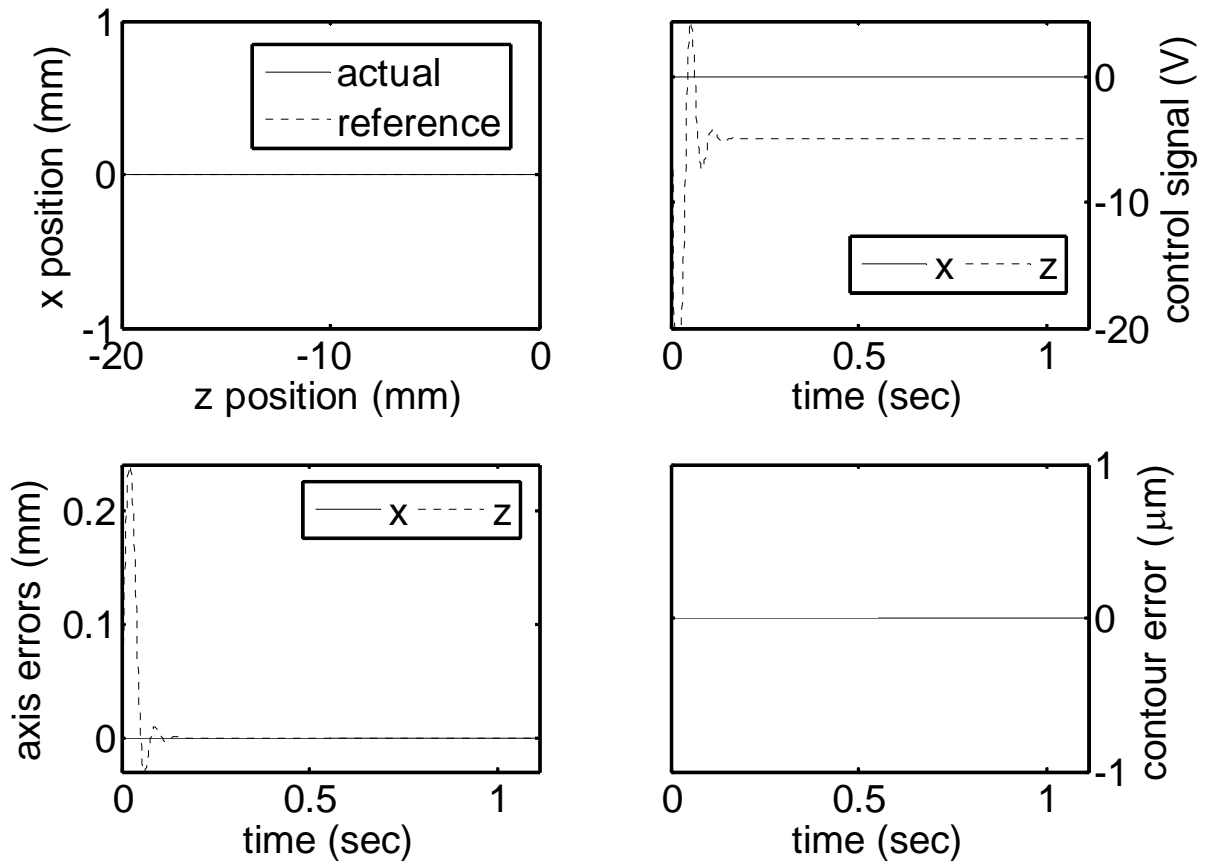 1
0
-1
x position (mm)
actual
reference
-20
-10
0
z position (mm)
0
-10
-20
control signal (V)
x
z
0
0.5
1
time (sec)
0.2
0.1
0
axis errors (mm)
x
z
0
0.5
1
time (sec)
1
0
-1
contour error (μm)
0
0.5
1
time (sec)